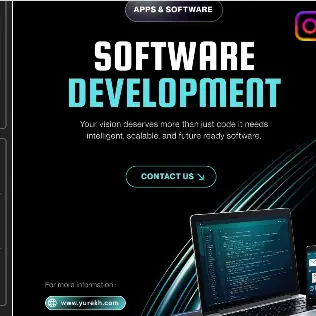 APPS & SOFTWARE
SOFTWARE
DEVELOPMENT
Your vision deserves more than just code it needs
intelligent, scalable, and future ready software.
CONTACT US ↘
For more information :
www.yurekh.com